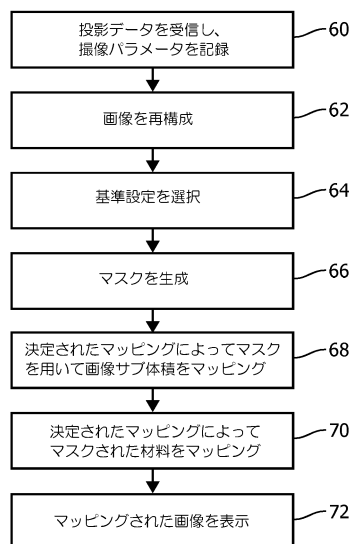 投影データを受信し、
撮像パラメータを記録
60
画像を再構成
62
基準設定を選択
64
マスクを生成
66
決定されたマッピングによってマスク
を用いて画像サブ体積をマッピング
68
決定されたマッピングによって
マスクされた材料をマッピング
70
マッピングされた画像を表示
72